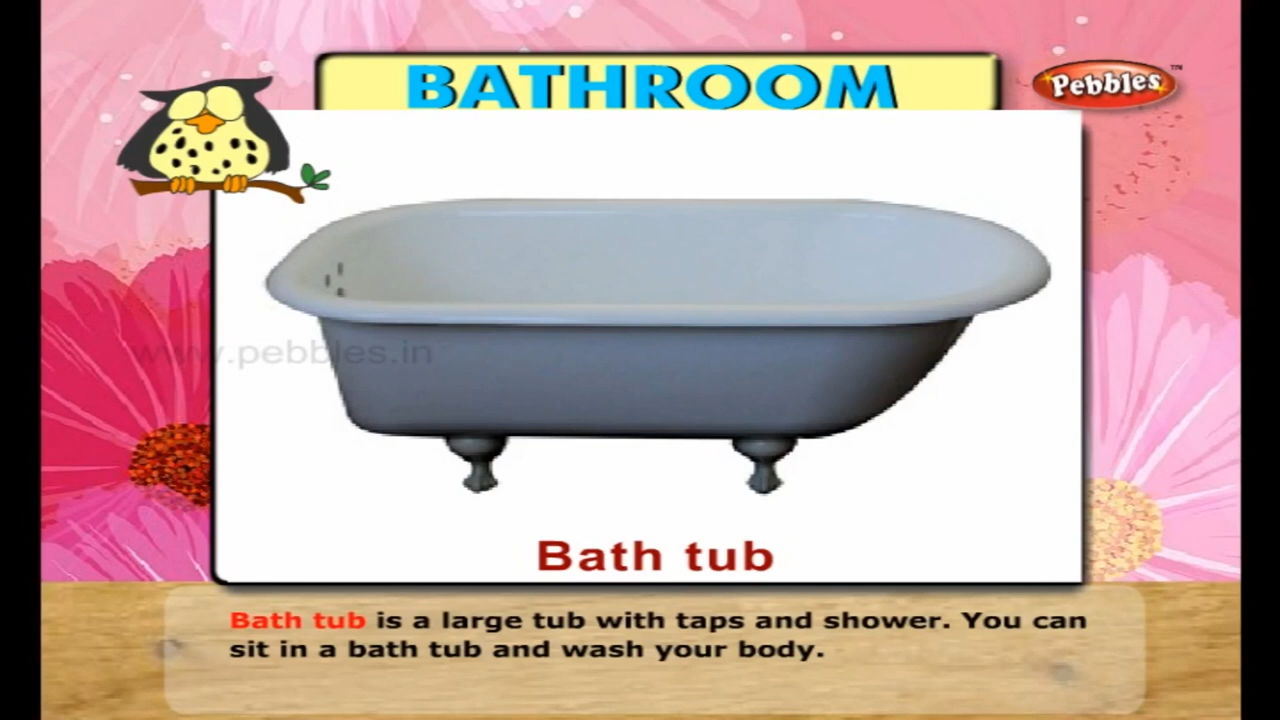 BATHROOM
Pebbles™
www.pebbles.in
Bath tub
Bath tub is a large tub with taps and shower. You can
sit in a bath tub and wash your body.